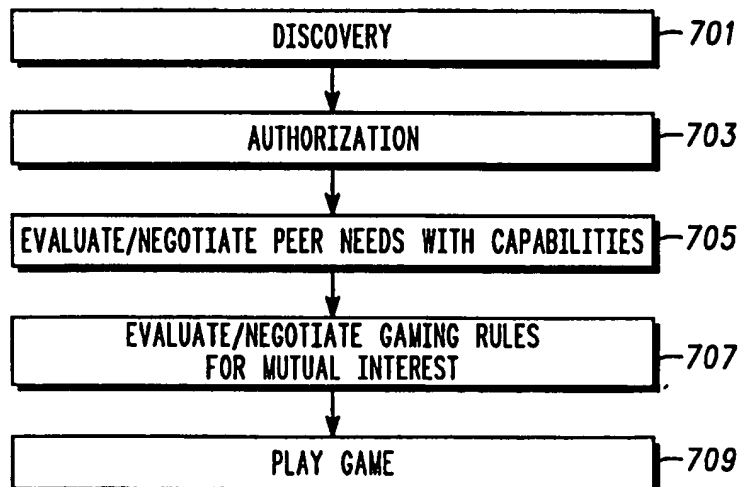 DISCOVERY 701
AUTHORIZATION 703
EVALUATE/NEGOTIATE PEER NEEDS WITH CAPABILITIES 705
EVALUATE/NEGOTIATE GAMING RULES
FOR MUTUAL INTEREST 707
PLAY GAME 709